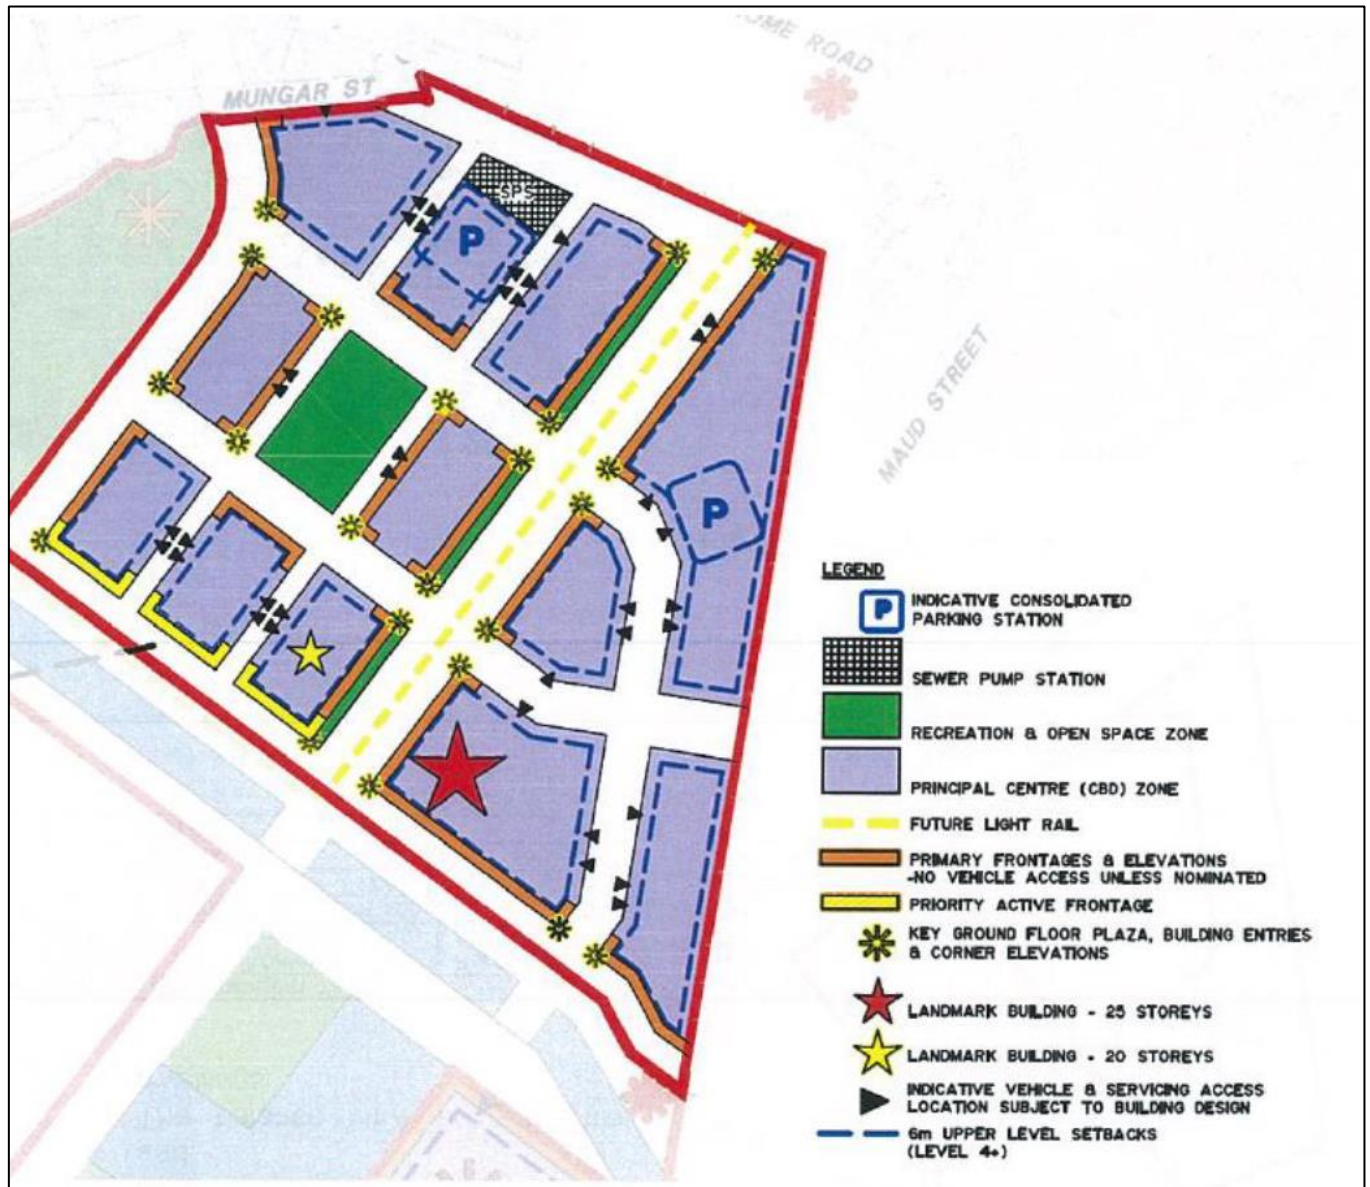 OME ROAD
MUNGAR ST
SPS
P
MAUD STREET
P
LEGEND
P
INDICATIVE CONSOLIDATED
PARKING STATION
SEWER PUMP STATION
RECREATION & OPEN SPACE ZONE
PRINCIPAL CENTRE (CBD) ZONE
FUTURE LIGHT RAIL
PRIMARY FRONTAGES & ELEVATIONS
-NO VEHICLE ACCESS UNLESS NOMINATED
PRIORITY ACTIVE FRONTAGE
KEY GROUND FLOOR PLAZA, BUILDING ENTRIES
& CORNER ELEVATIONS
LANDMARK BUILDING - 25 STOREYS
LANDMARK BUILDING - 20 STOREYS
INDICATIVE VEHICLE & SERVICING ACCESS
LOCATION SUBJECT TO BUILDING DESIGN
6m UPPER LEVEL SETBACKS
(LEVEL 4+)